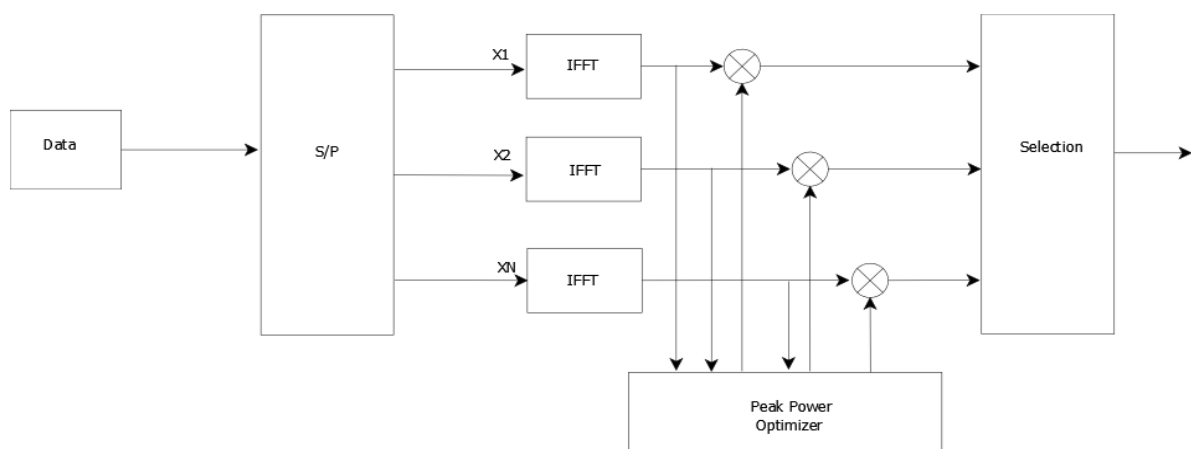 Data
S/P
X1
IFFT
X2
IFFT
XN
IFFT
Selection
Peak Power
Optimizer